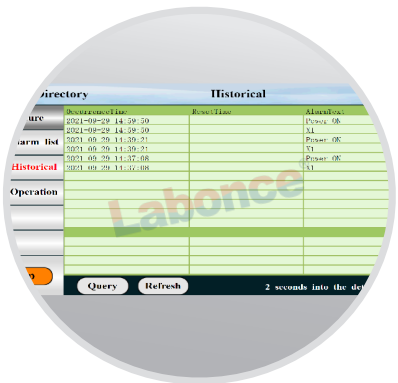 Directory Historical
OccurrenceTime ResetTime AlarmText
2021-09-29 14:59:50 Power ON
2021-09-29 14:59:50 X1
2021-09-29 14:39:21 Power ON
2021-09-29 14:39:21 X1
2021-09-29 14:37:08 Power ON
2021-09-29 14:37:08 X1
arm list
Historical
Operation
Labonce
Query Refresh 2 seconds into the det